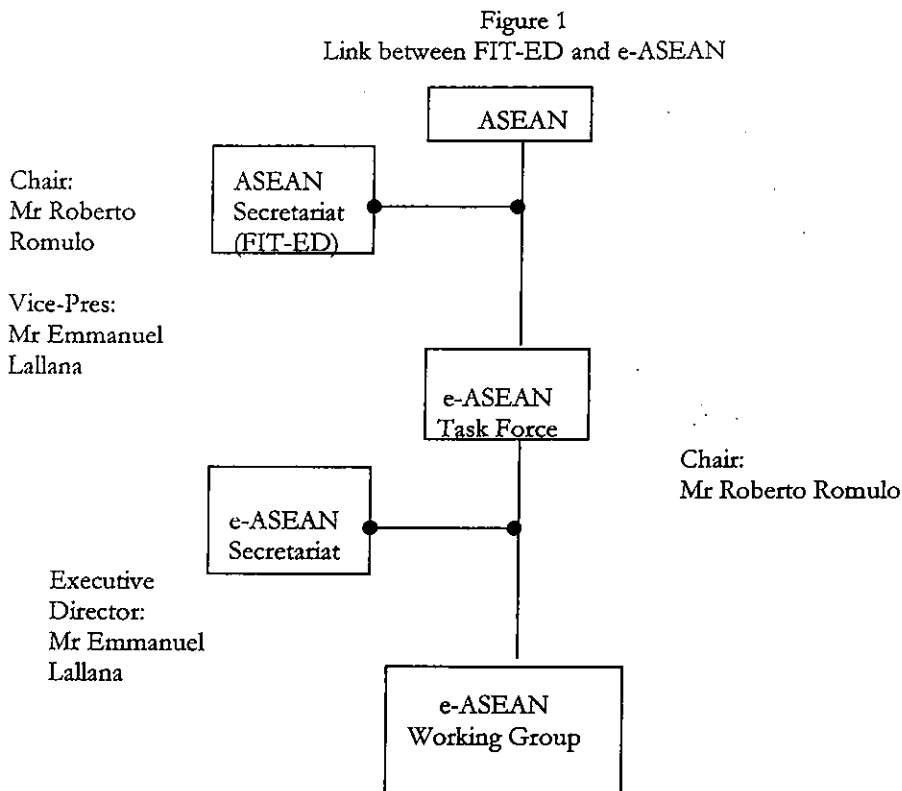 Figure 1
Link between FIT-ED and e-ASEAN
ASEAN
Chair:
Mr Roberto
Romulo
ASEAN
Secretariat
(FIT-ED)
Vice-Pres:
Mr Emmanuel
Lallana
e-ASEAN
Task Force
Chair:
Mr Roberto Romulo
e-ASEAN
Secretariat
Executive
Director:
Mr Emmanuel
Lallana
e-ASEAN
Working Group